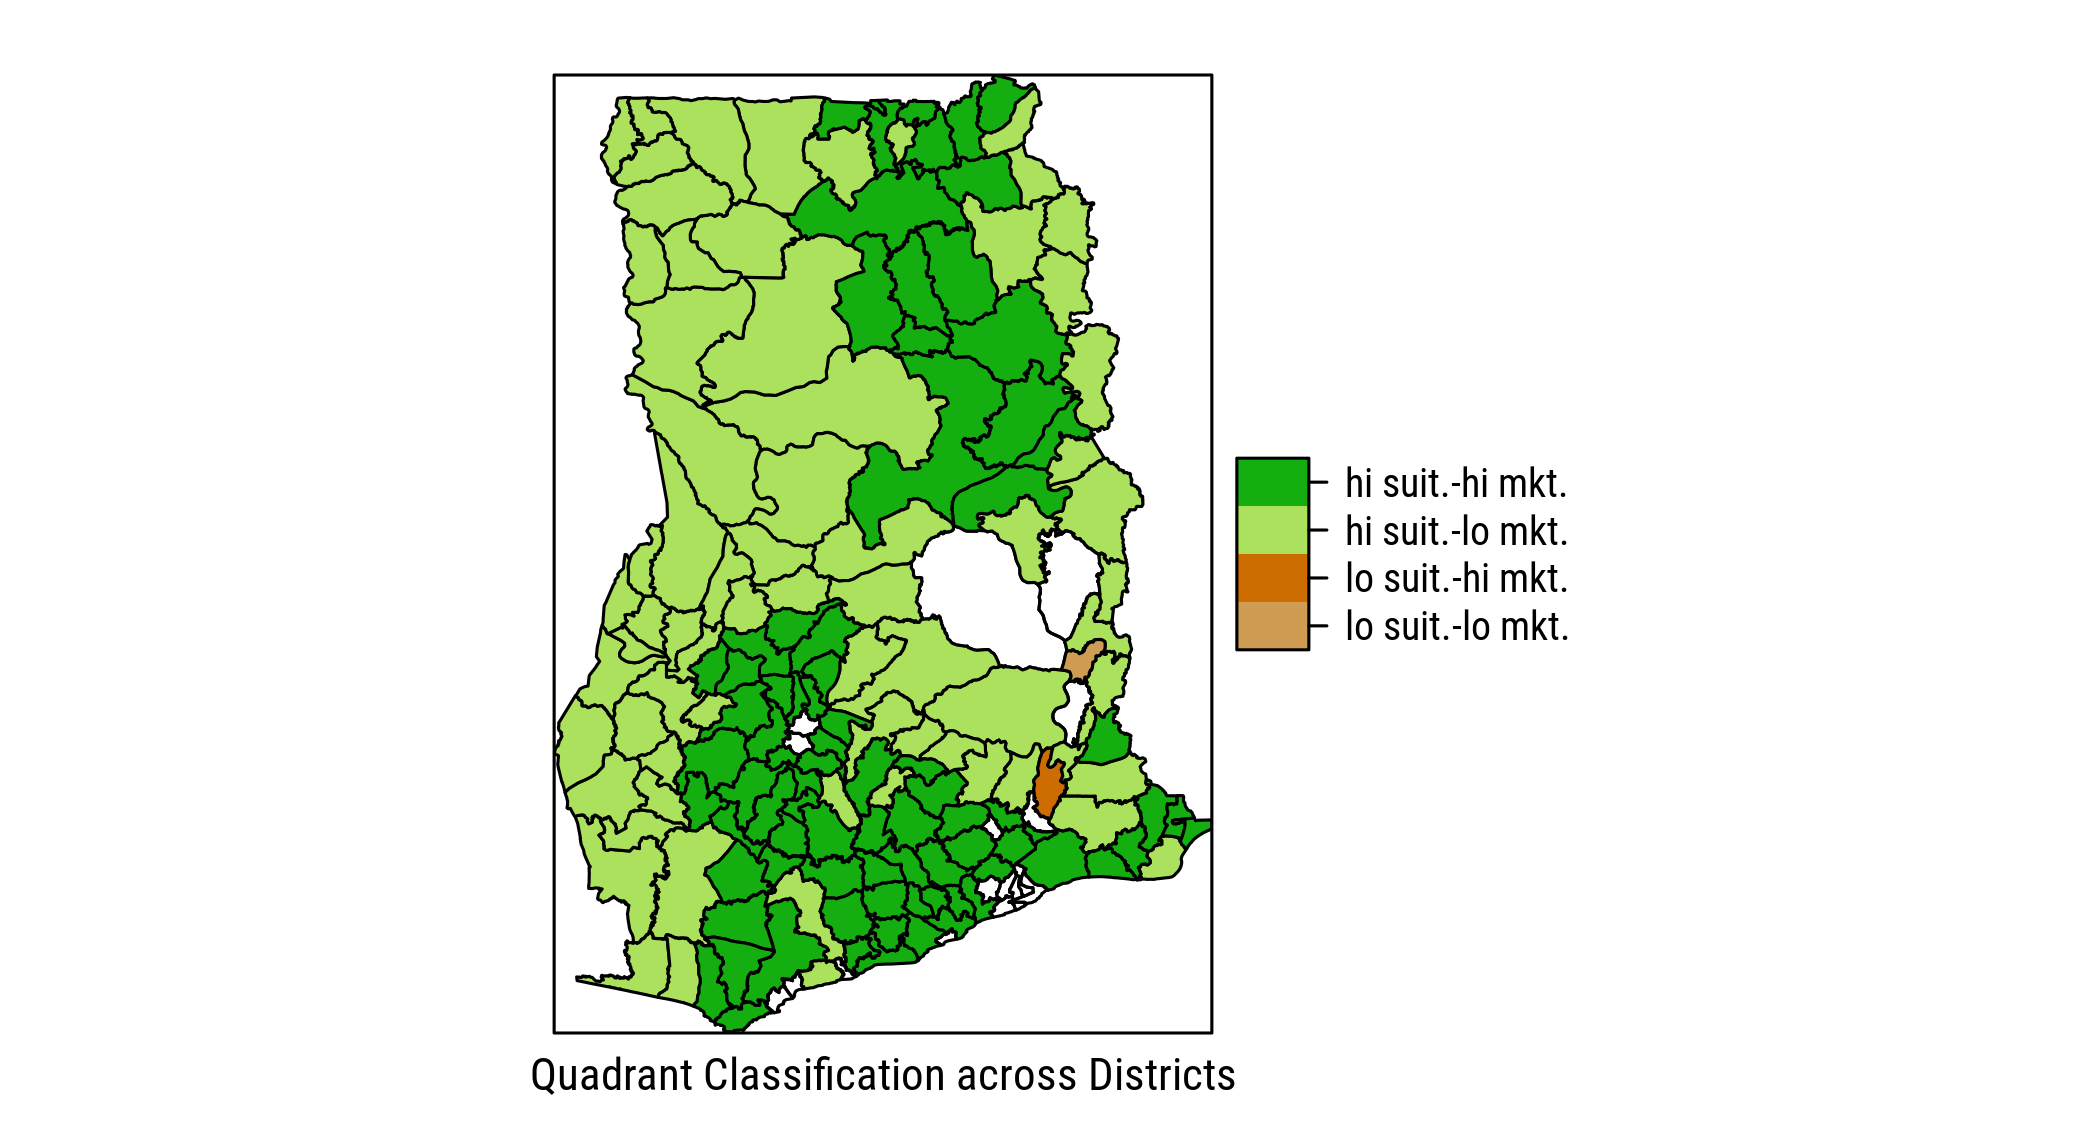 hi suit.-hi mkt.
hi suit.-lo mkt.
lo suit.-hi mkt.
lo suit.-lo mkt.
Quadrant Classification across Districts